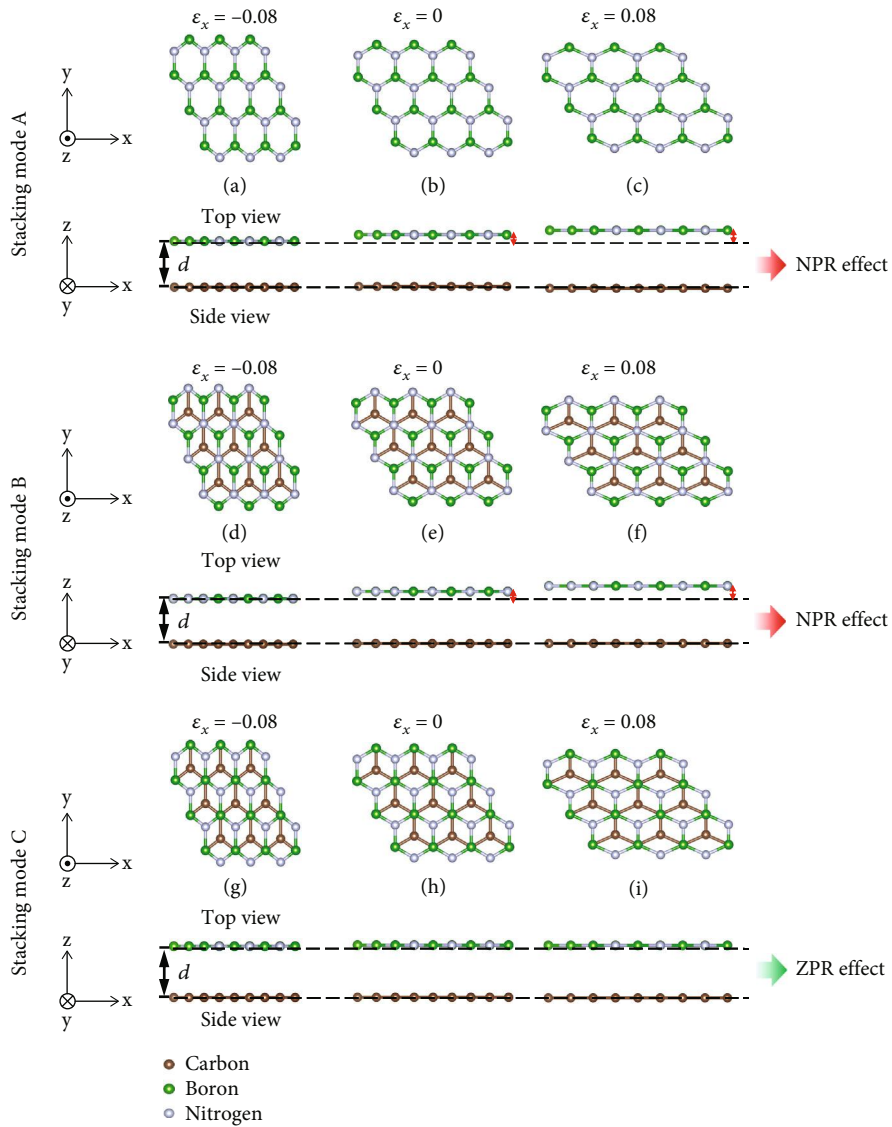 Stacking mode A
εx = –0.08
εx = 0
εx = 0.08
y
x
z
(a)
(b)
(c)
Top view
z
x
y
d
NPR effect
Side view
Stacking mode B
εx = –0.08
εx = 0
εx = 0.08
y
x
z
(d)
(e)
(f)
Top view
z
x
y
d
NPR effect
Side view
Stacking mode C
εx = –0.08
εx = 0
εx = 0.08
y
x
z
(g)
(h)
(i)
Top view
z
x
y
d
ZPR effect
Side view
Carbon
Boron
Nitrogen